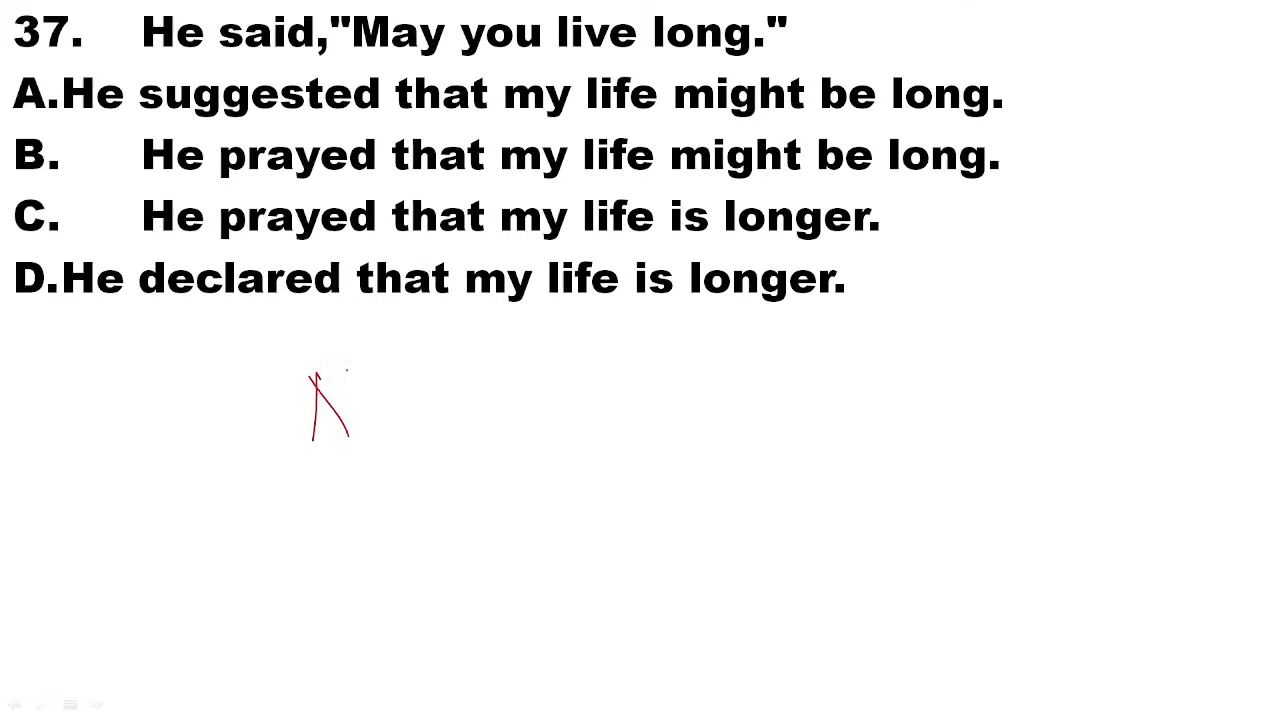 37. He said,"May you live long."
A.He suggested that my life might be long.
B. He prayed that my life might be long.
C. He prayed that my life is longer.
D.He declared that my life is longer.